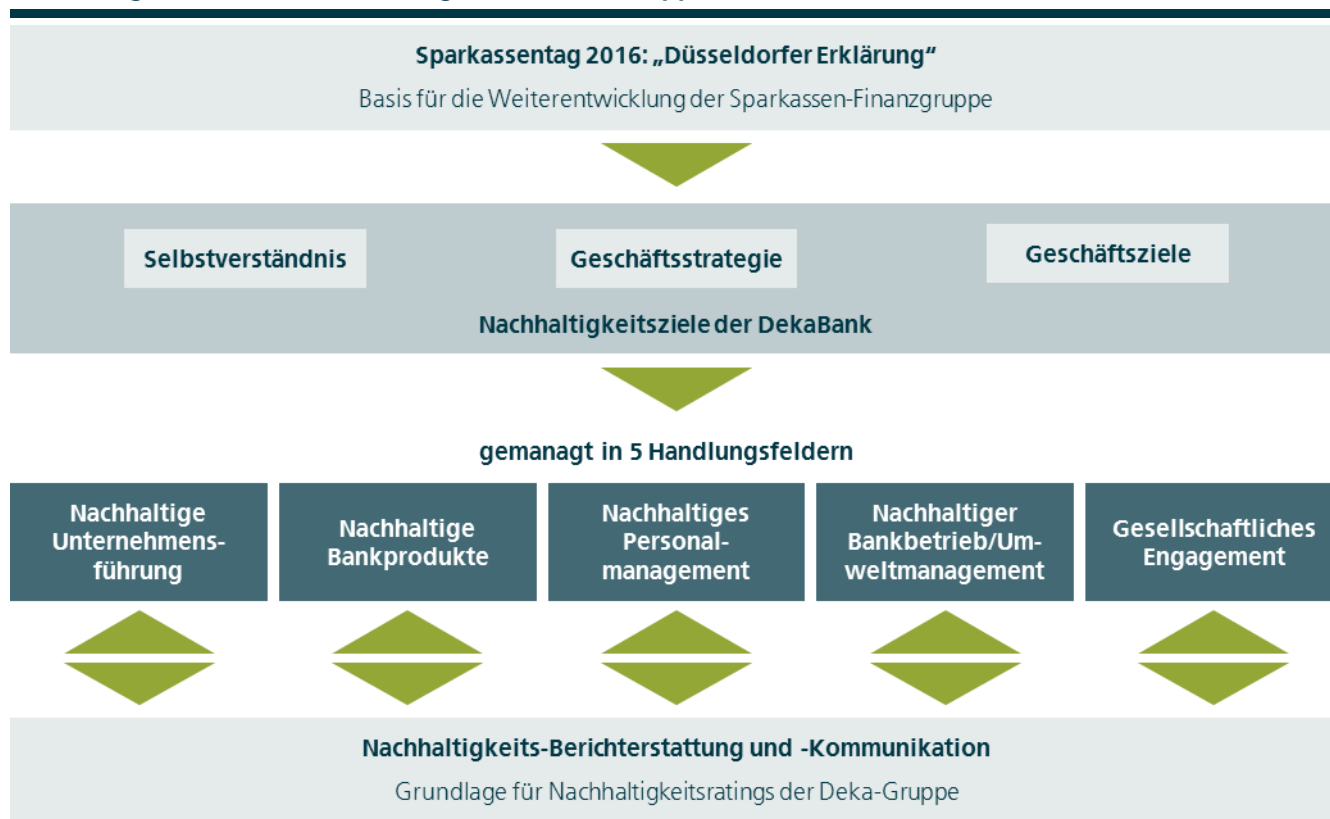 Sparkassentag 2016: „Düsseldorfer Erklärung“
Basis für die Weiterentwicklung der Sparkassen-Finanzgruppe
Selbstverständnis
Geschäftsstrategie
Geschäftsziele
Nachhaltigkeitsziele der DekaBank
gemanagt in 5 Handlungsfeldern
Nachhaltige
Unternehmens-
führung
Nachhaltige
Bankprodukte
Nachhaltiges
Personal-
management
Nachhaltiger
Bankbetrieb/Um-
weltmanagement
Gesellschaftliches
Engagement
Nachhaltigkeits-Berichterstattung und -Kommunikation
Grundlage für Nachhaltigkeitsratings der Deka-Gruppe